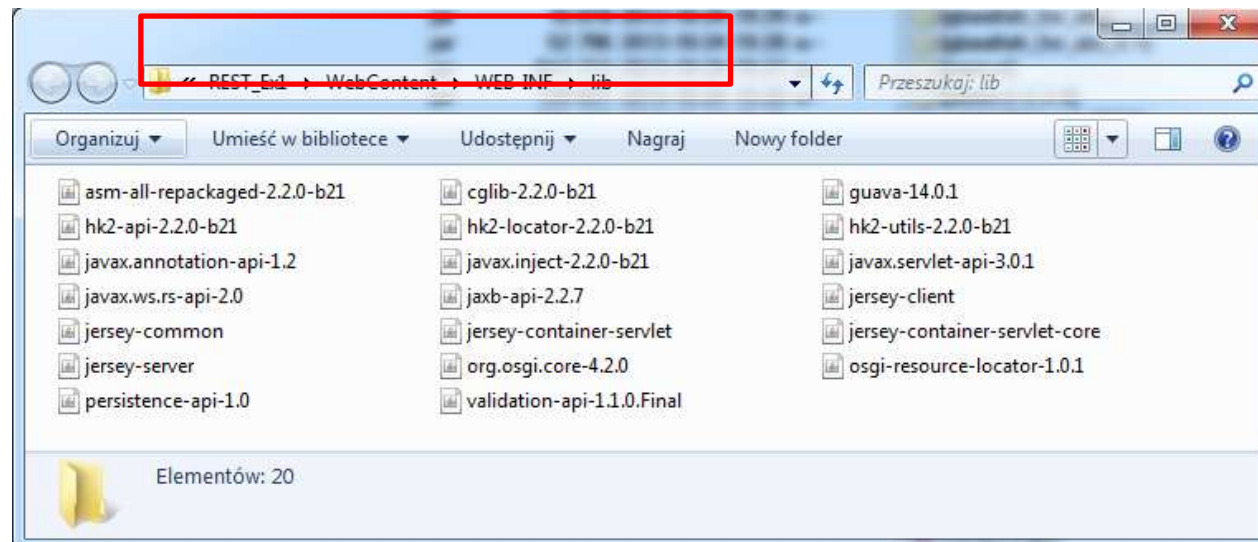 « REST_Ex1 WebContent WEB-INF lib Przeszukaj: lib
Organizuj Umieść w bibliotece Udostępnij Nagraj Nowy folder
asm-all-repackaged-2.2.0-b21 cglib-2.2.0-b21 guava-14.0.1
hk2-api-2.2.0-b21 hk2-locator-2.2.0-b21 hk2-utils-2.2.0-b21
javax.annotation-api-1.2 javax.inject-2.2.0-b21 javax.servlet-api-3.0.1
javax.ws.rs-api-2.0 jaxb-api-2.2.7 jersey-client
jersey-common jersey-container-servlet jersey-container-servlet-core
jersey-server org.osgi.core-4.2.0 osgi-resource-locator-1.0.1
persistence-api-1.0 validation-api-1.1.0.Final
Elementów: 20